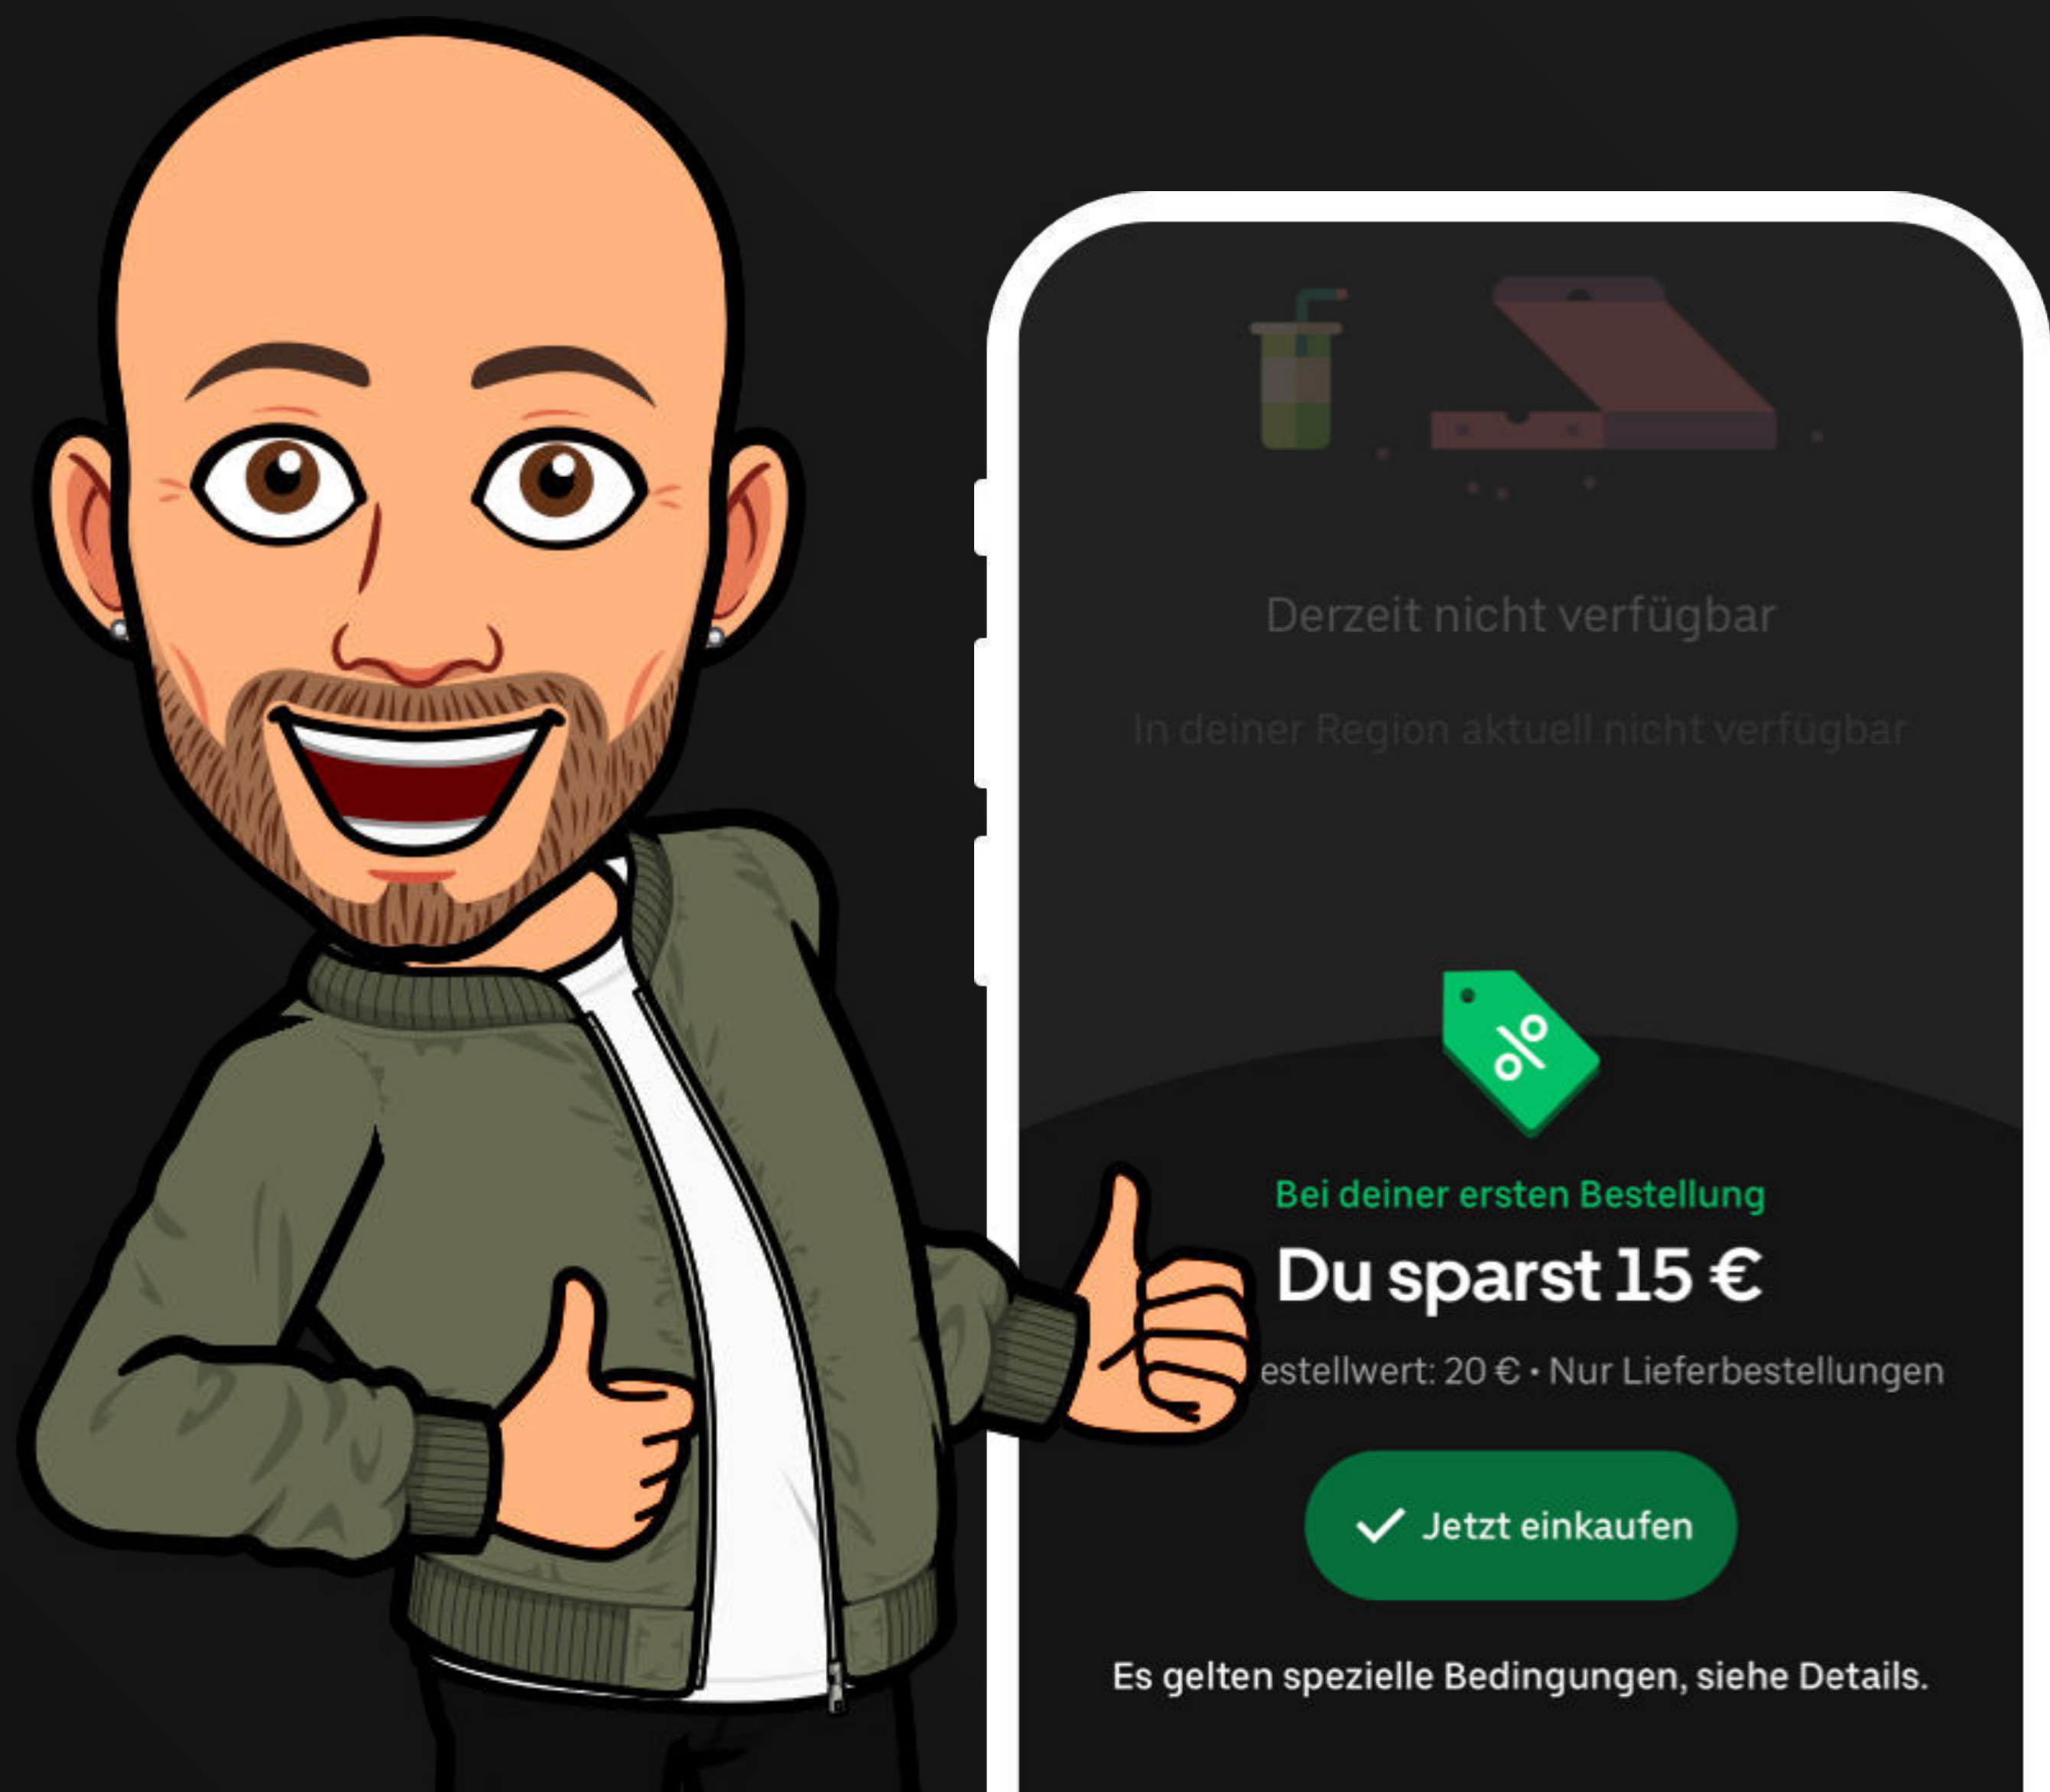 Derzeit nicht verfügbar
In deiner Region aktuell nicht verfügbar
%
Bei deiner ersten Bestellung
Du sparst 15 €
estellwert: 20 € • Nur Lieferbestellungen
Jetzt einkaufen
Es gelten spezielle Bedingungen, siehe Details.